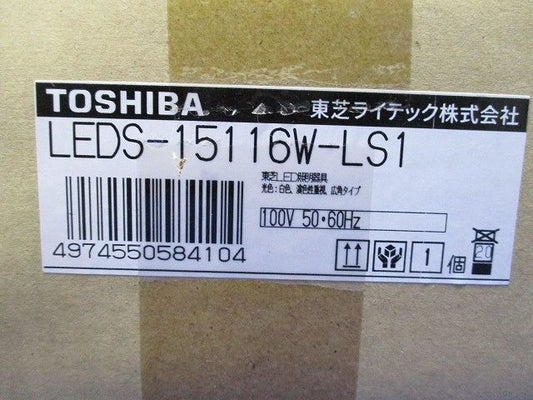 TOSHIBA 東芝ライテック株式会社
LEDS-15116W-LS1
東芝LED照明器具
光色:白色、演色性重視、広角タイプ
100V 50・60Hz
4974550584104
1 個
20